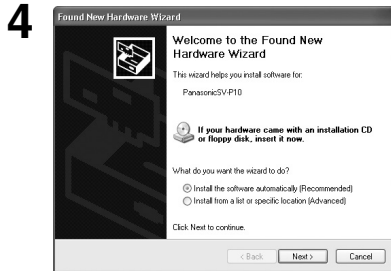 4
Found New Hardware Wizard
Welcome to the Found New
Hardware Wizard
This wizard helps you install software for:
PanasonicSV-P10
If your hardware came with an installation CD
or floppy disk, insert it now.
What do you want the wizard to do?
Install the software automatically (Recommended)
Install from a list or specific location (Advanced)
Click Next to continue.
< Back Next > Cancel